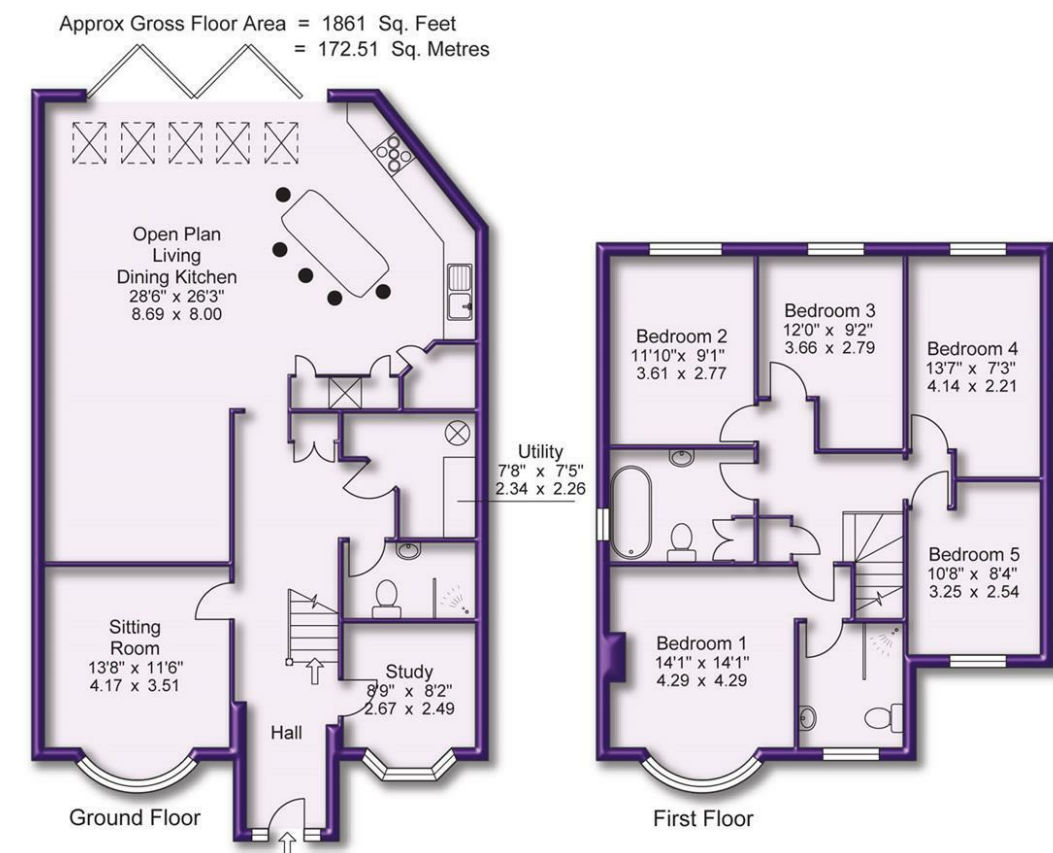 Approx Gross Floor Area = 1861 Sq. Feet
= 172.51 Sq. Metres
Open Plan
Living
Dining Kitchen
28'6" x 26'3"
8.69 x 8.00
Utility
7'8" x 7'5"
2.34 x 2.26
Sitting
Room
13'8" x 11'6"
4.17 x 3.51
Study
8'9" x 8'2"
2.67 x 2.49
Hall
Ground Floor
Bedroom 2
11'10"x 9'1"
3.61 x 2.77
Bedroom 3
12'0" x 9'2"
3.66 x 2.79
Bedroom 4
13'7" x 7'3"
4.14 x 2.21
Bedroom 5
10'8" x 8'4"
3.25 x 2.54
Bedroom 1
14'1" x 14'1"
4.29 x 4.29
First Floor